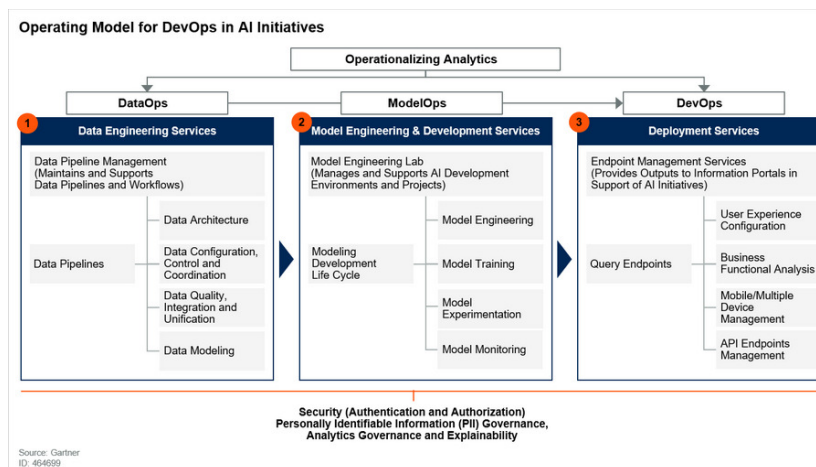 Operating Model for DevOps in AI Initiatives
Operationalizing Analytics
DataOps
ModelOps
DevOps
1
Data Engineering Services
Data Pipeline Management
(Maintains and Supports
Data Pipelines and Workflows)
Data Pipelines
Data Architecture
Data Configuration,
Control and
Coordination
Data Quality,
Integration and
Unification
Data Modeling
2
Model Engineering & Development Services
Model Engineering Lab
(Manages and Supports AI Development
Environments and Projects)
Modeling
Development
Life Cycle
Model Engineering
Model Training
Model
Experimentation
Model Monitoring
3
Deployment Services
Endpoint Management Services
(Provides Outputs to Information Portals in
Support of AI Initiatives)
Query Endpoints
User Experience
Configuration
Business
Functional Analysis
Mobile/Multiple
Device
Management
API Endpoints
Management
Security (Authentication and Authorization)
Personally Identifiable Information (PII) Governance,
Analytics Governance and Explainability
Source: Gartner
ID: 464699